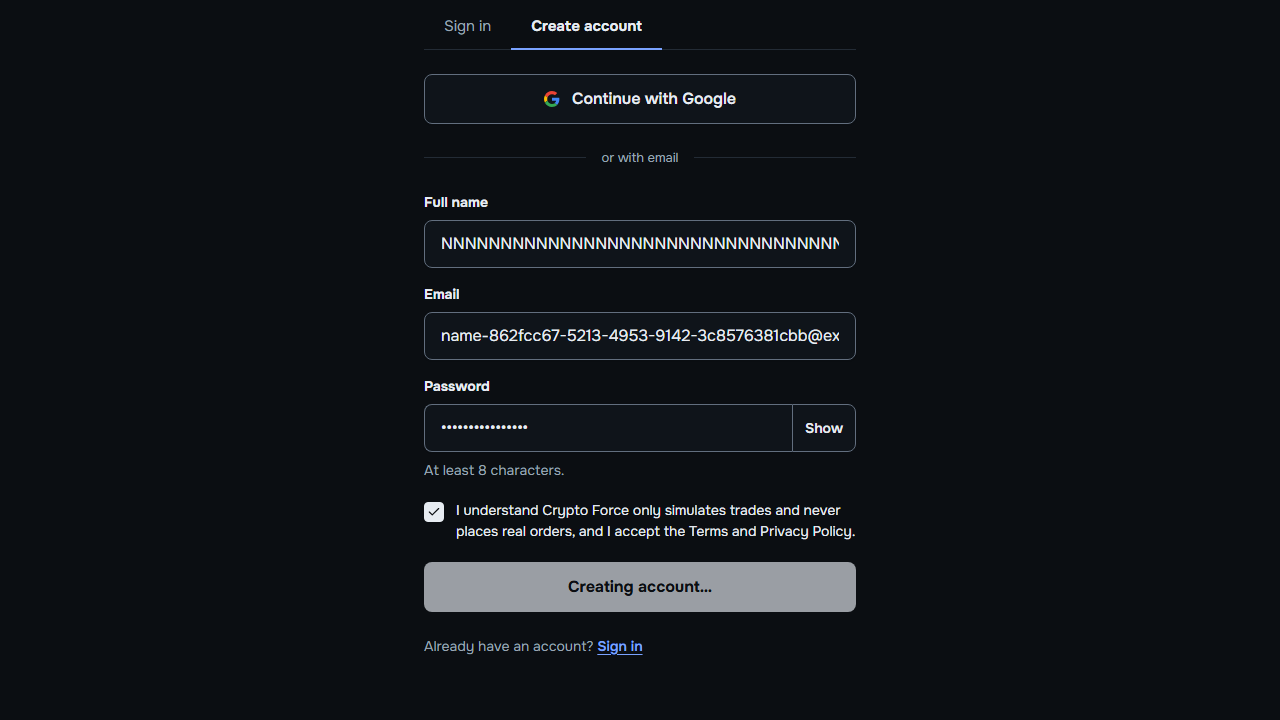 Sign in
Create account
Continue with Google
or with email
Full name
NNNNNNNNNNNNNNNNNNNNNNNNNNNNNNNNNN
Email
name-862fcc67-5213-4953-9142-3c8576381cbb@ex
Password
••••••••••••••••
Show
At least 8 characters.
I understand Crypto Force only simulates trades and never
places real orders, and I accept the Terms and Privacy Policy.
Creating account...
Already have an account? Sign in